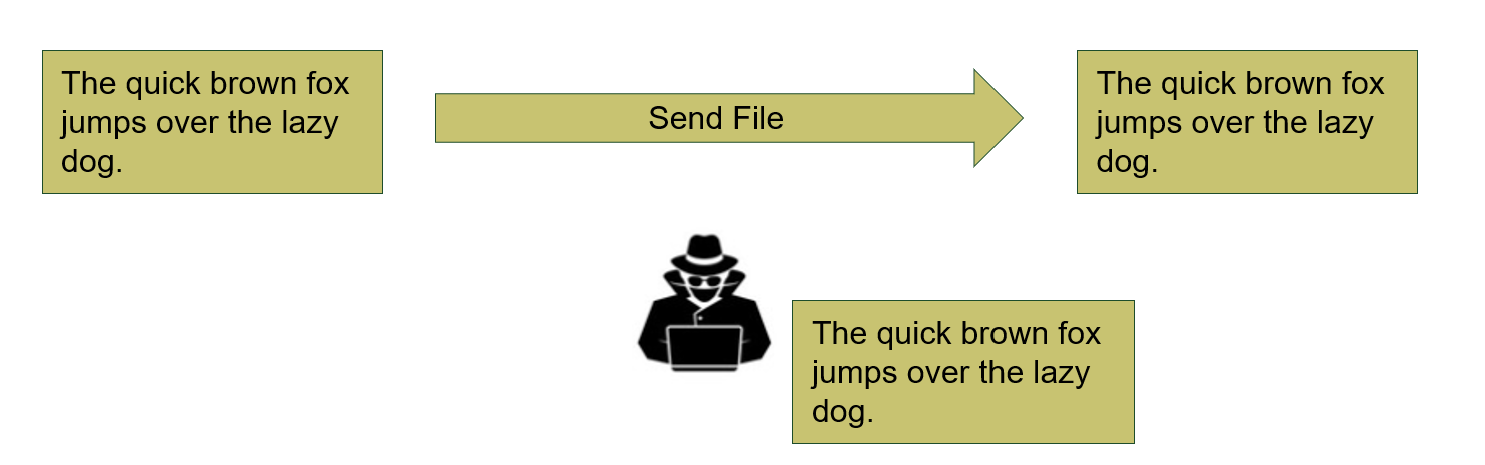 The quick brown fox
jumps over the lazy
dog.
Send File
The quick brown fox
jumps over the lazy
dog.
The quick brown fox
jumps over the lazy
dog.